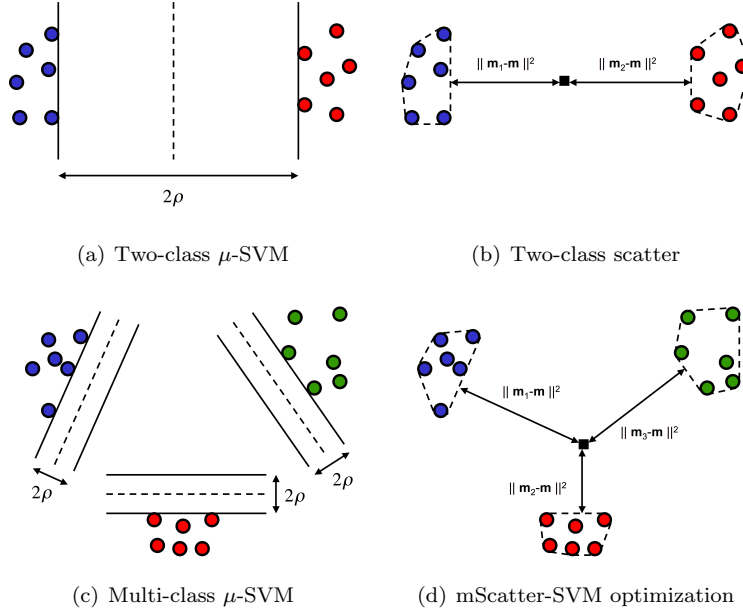 || m₁-m ||² || m₂-m ||²
2ρ
(a) Two-class μ-SVM
(b) Two-class scatter
|| m₁-m ||²
|| m₃-m ||²
2ρ
2ρ
2ρ
|| m₂-m ||²
(c) Multi-class μ-SVM
(d) mScatter-SVM optimization